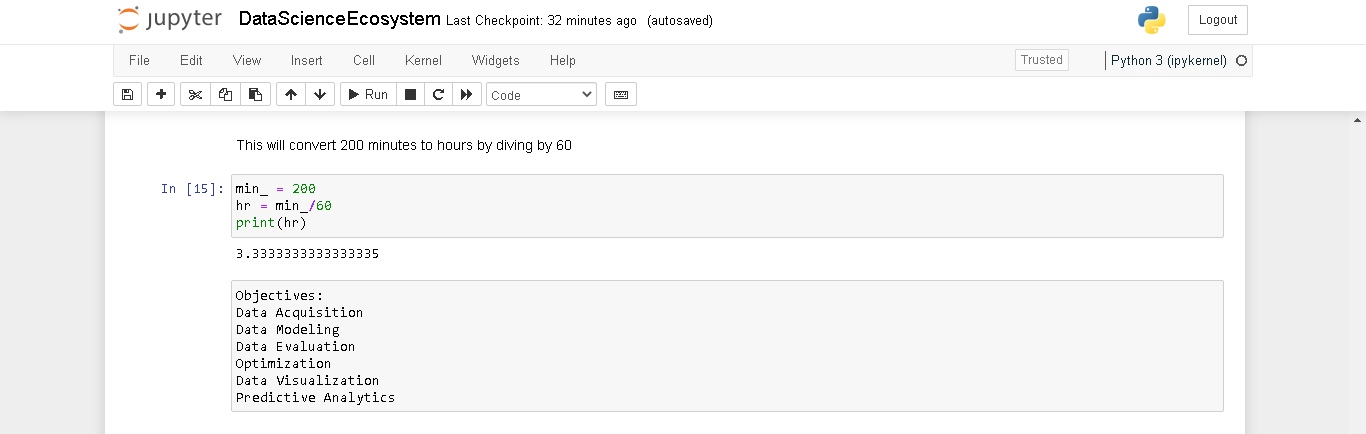 jupyter DataScienceEcosystem Last Checkpoint: 32 minutes ago (autosaved) Logout
File Edit View Insert Cell Kernel Widgets Help Trusted Python 3 (ipykernel)
Run Code
This will convert 200 minutes to hours by diving by 60
In [15]: min_ = 200
hr = min_/60
print(hr)
3.3333333333333335
Objectives:
Data Acquisition
Data Modeling
Data Evaluation
Optimization
Data Visualization
Predictive Analytics